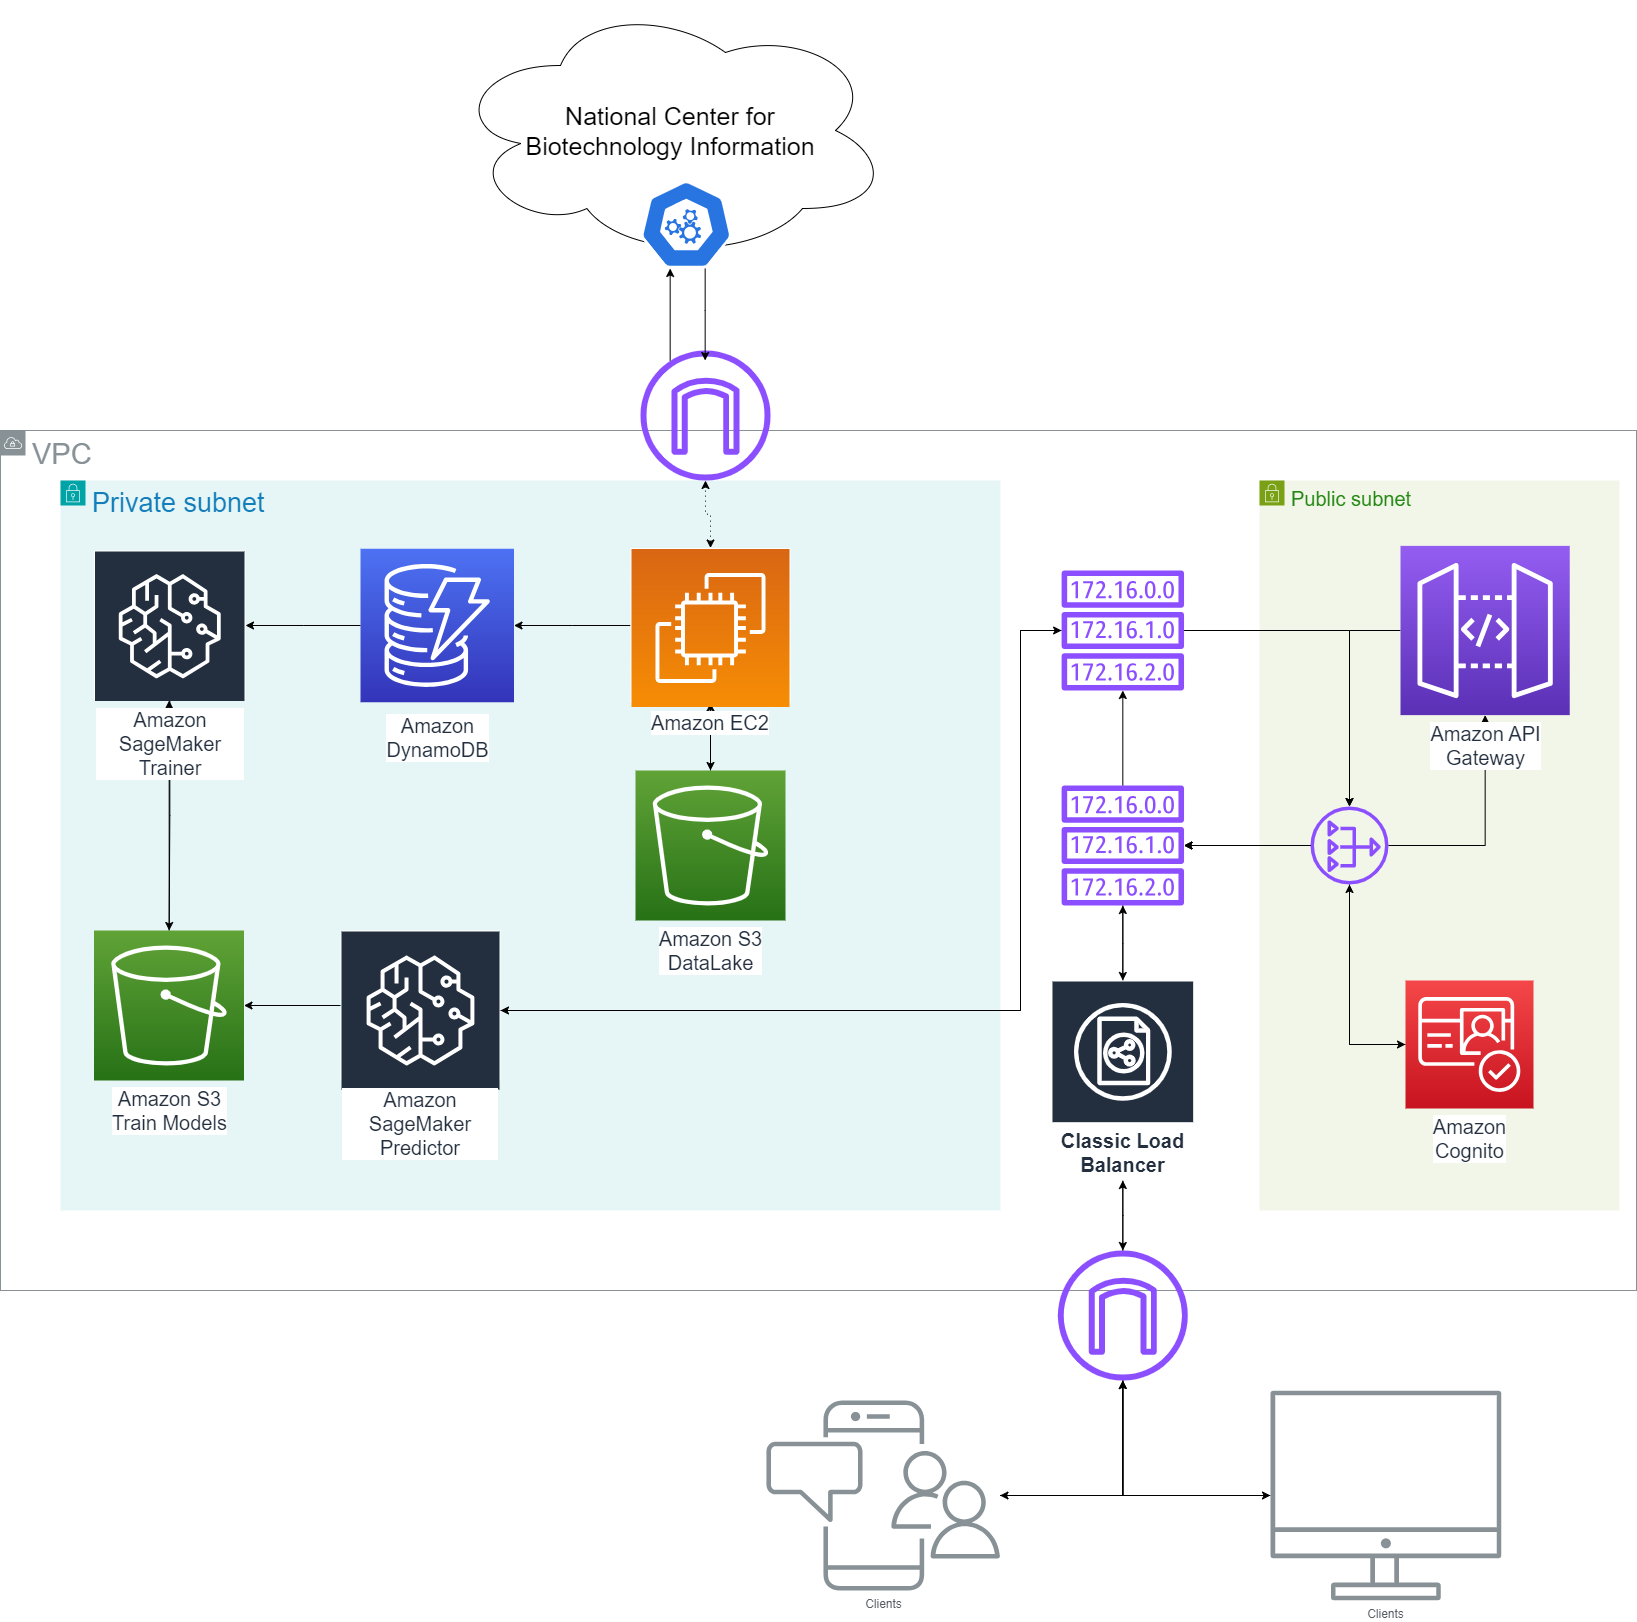 National Center for
Biotechnology Information
VPC
Private subnet
Public subnet
Amazon
SageMaker
Trainer
Amazon
DynamoDB
Amazon EC2
172.16.0.0
172.16.1.0
172.16.2.0
Amazon API
Gateway
172.16.0.0
172.16.1.0
172.16.2.0
Amazon S3
DataLake
Amazon S3
Train Models
Amazon
SageMaker
Predictor
Classic Load
Balancer
Amazon
Cognito
Clients
Clients